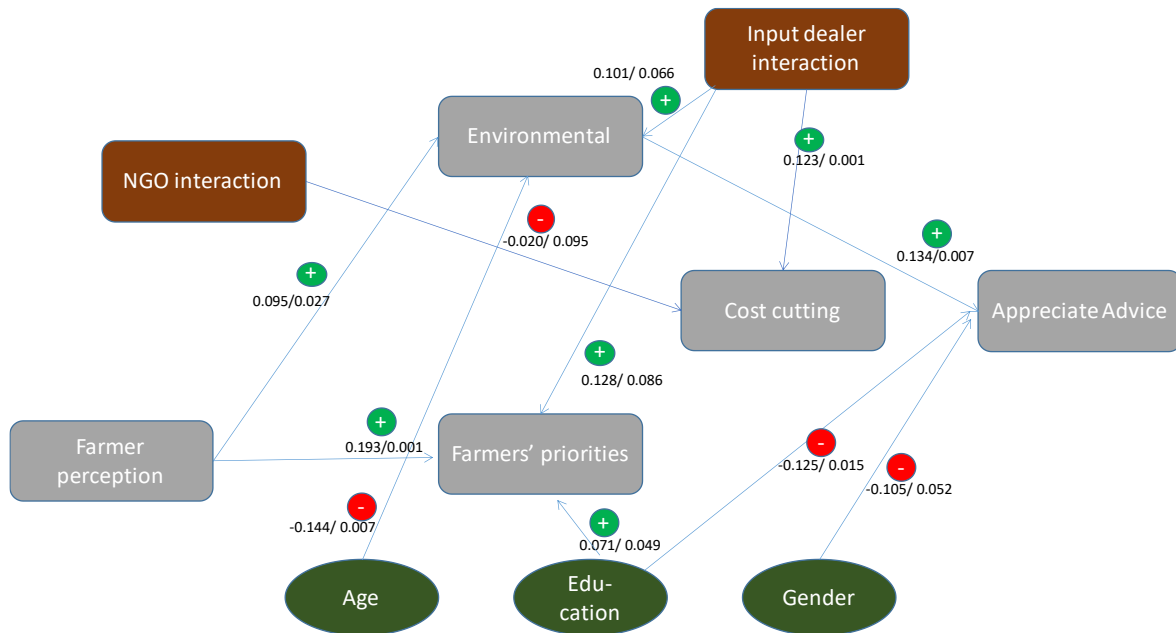 Input dealer
interaction
0.101/ 0.066
+
Environmental
+
0.123/ 0.001
NGO interaction
-
-0.020/ 0.095
+
0.134/0.007
+
0.095/0.027
Cost cutting
Appreciate Advice
+
0.128/ 0.086
+
0.193/0.001
Farmer
perception
Farmers’ priorities
-
-0.125/ 0.015
-
-0.105/ 0.052
-
-0.144/ 0.007
+
0.071/ 0.049
Age
Edu-
cation
Gender